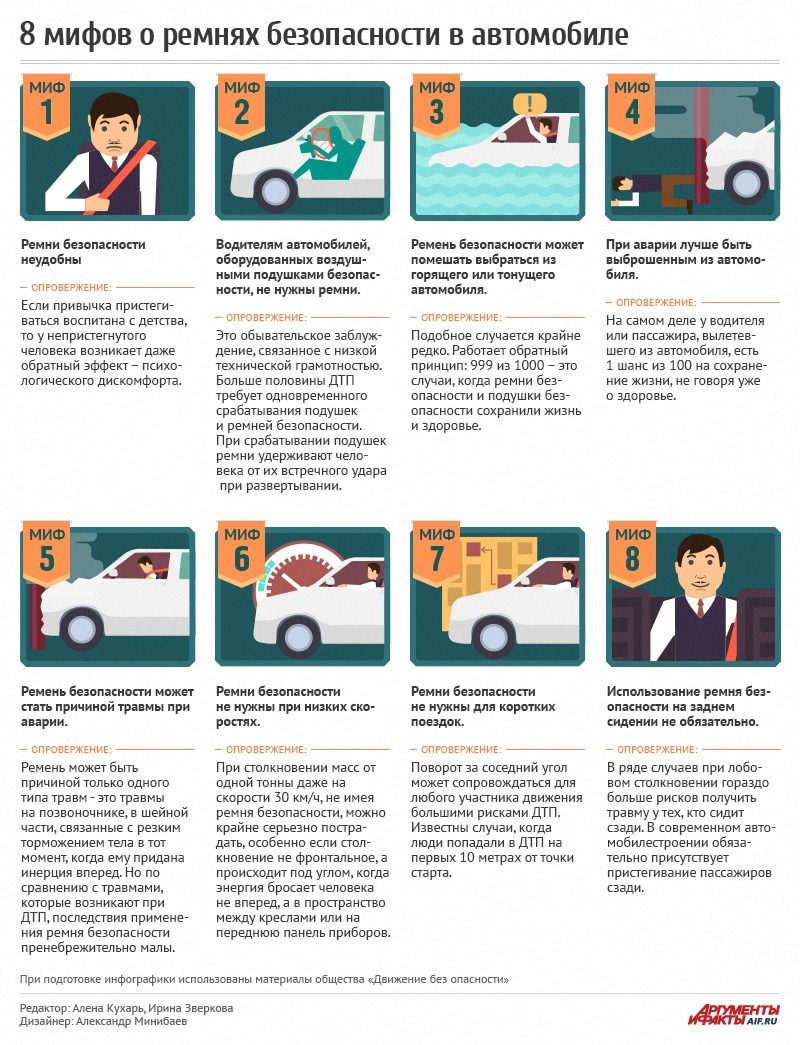 8 мифов о ремнях безопасности в автомобиле
МИФ
1
Ремни безопасности
неудобны
ОПРОВЕРЖЕНИЕ:
Если привычка пристеги-
ваться воспитана с детства,
то у непристегнутого
человека возникает даже
обратный эффект – психо-
логического дискомфорта.
МИФ
2
Водителям автомобилей,
оборудованных воздуш-
ными подушками безопас-
ности, не нужны ремни.
ОПРОВЕРЖЕНИЕ:
Это обывательское заблуж-
дение, связанное с низкой
технической грамотностью.
Больше половины ДТП
требует одновременного
срабатывания подушек
и ремней безопасности.
При срабатывании подушек
ремни удерживают чело-
века от их встречного удара
при развертывании.
МИФ
3
!
Ремень безопасности может
помешать выбраться из
горящего или тонущего
автомобиля.
ОПРОВЕРЖЕНИЕ:
Подобное случается крайне
редко. Работает обратный
принцип: 999 из 1000 – это
случаи, когда ремни без-
опасности и подушки без-
опасности сохранили жизнь
и здоровье.
МИФ
4
При аварии лучше быть
выброшенным из автомо-
биля.
ОПРОВЕРЖЕНИЕ:
На самом деле у водителя
или пассажира, вылетев-
шего из автомобиля, есть
1 шанс из 100 на сохране-
ние жизни, не говоря уже
о здоровье.
МИФ
5
Ремень безопасности может
стать причиной травмы при
аварии.
ОПРОВЕРЖЕНИЕ:
Ремень может быть
причиной только одного
типа травм - это травмы
на позвоночнике, в шейной
части, связанные с резким
торможением тела в тот
момент, когда ему придана
инерция вперед. Но по
сравнению с травмами,
которые возникают при
ДТП, последствия примене-
ния ремня безопасности
пренебрежительно малы.
МИФ
6
Ремни безопасности
не нужны при низких ско-
ростях.
ОПРОВЕРЖЕНИЕ:
При столкновении масс от
одной тонны даже на
скорости 30 км/ч, не имея
ремня безопасности, можно
крайне серьезно постра-
дать, особенно если стол-
кновение не фронтальное, а
происходит под углом, когда
энергия бросает человека
не вперед, а в пространство
между креслами или на
переднюю панель приборов.
МИФ
7
Ремни безопасности
не нужны для коротких
поездок.
ОПРОВЕРЖЕНИЕ:
Поворот за соседний угол
может сопровождаться для
любого участника движения
большими рисками ДТП.
Известны случаи, когда
люди попадали в ДТП на
первых 10 метрах от точки
старта.
МИФ
8
Использование ремня без-
опасности на заднем
сидении не обязательно.
ОПРОВЕРЖЕНИЕ:
В ряде случаев при лобо-
вом столкновении гораздо
больше рисков получить
травму у тех, кто сидит
сзади. В современном авто-
мобилестроении обяза-
тельно присутствует
пристегивание пассажиров
сзади.
При подготовке инфографики использованы материалы общества «Движение без опасности»
Редактор: Алена Кухарь, Ирина Зверкова
Дизайнер: Александр Минибаев
АРГУМЕНТЫ
И ФАКТЫ AIF.RU